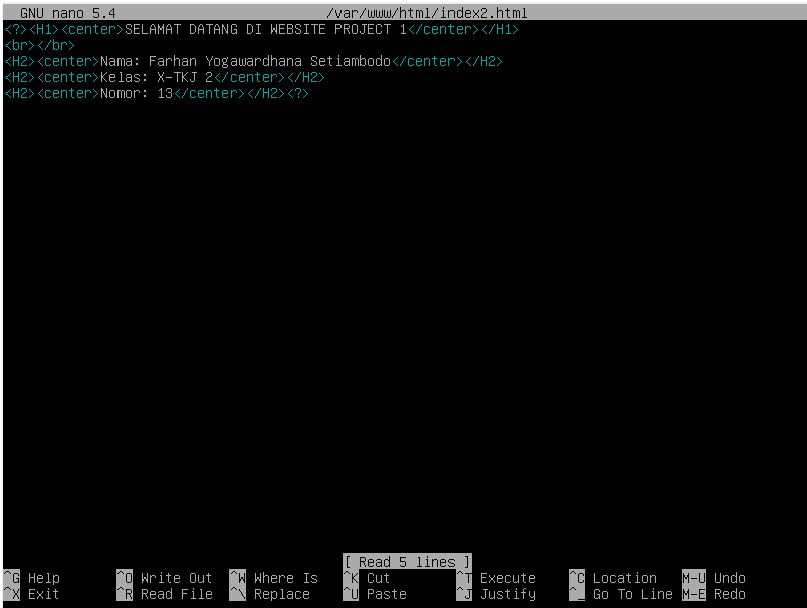 GNU nano 5.4 /var/www/html/index2.html
<?><H1><center>SELAMAT DATANG DI WEBSITE PROJECT 1</center></H1>
<br></br>
<H2><center>Nama: Farhan Yogawardhana Setiambodo</center></H2>
<H2><center>Kelas: X-TKJ 2</center></H2>
<H2><center>Nomor: 13</center></H2><?>
[ Read 5 lines ]
^G Help ^O Write Out ^W Where Is ^K Cut ^T Execute ^C Location M-U Undo
^X Exit ^R Read File ^\ Replace ^U Paste ^J Justify ^_ Go To Line M-E Redo